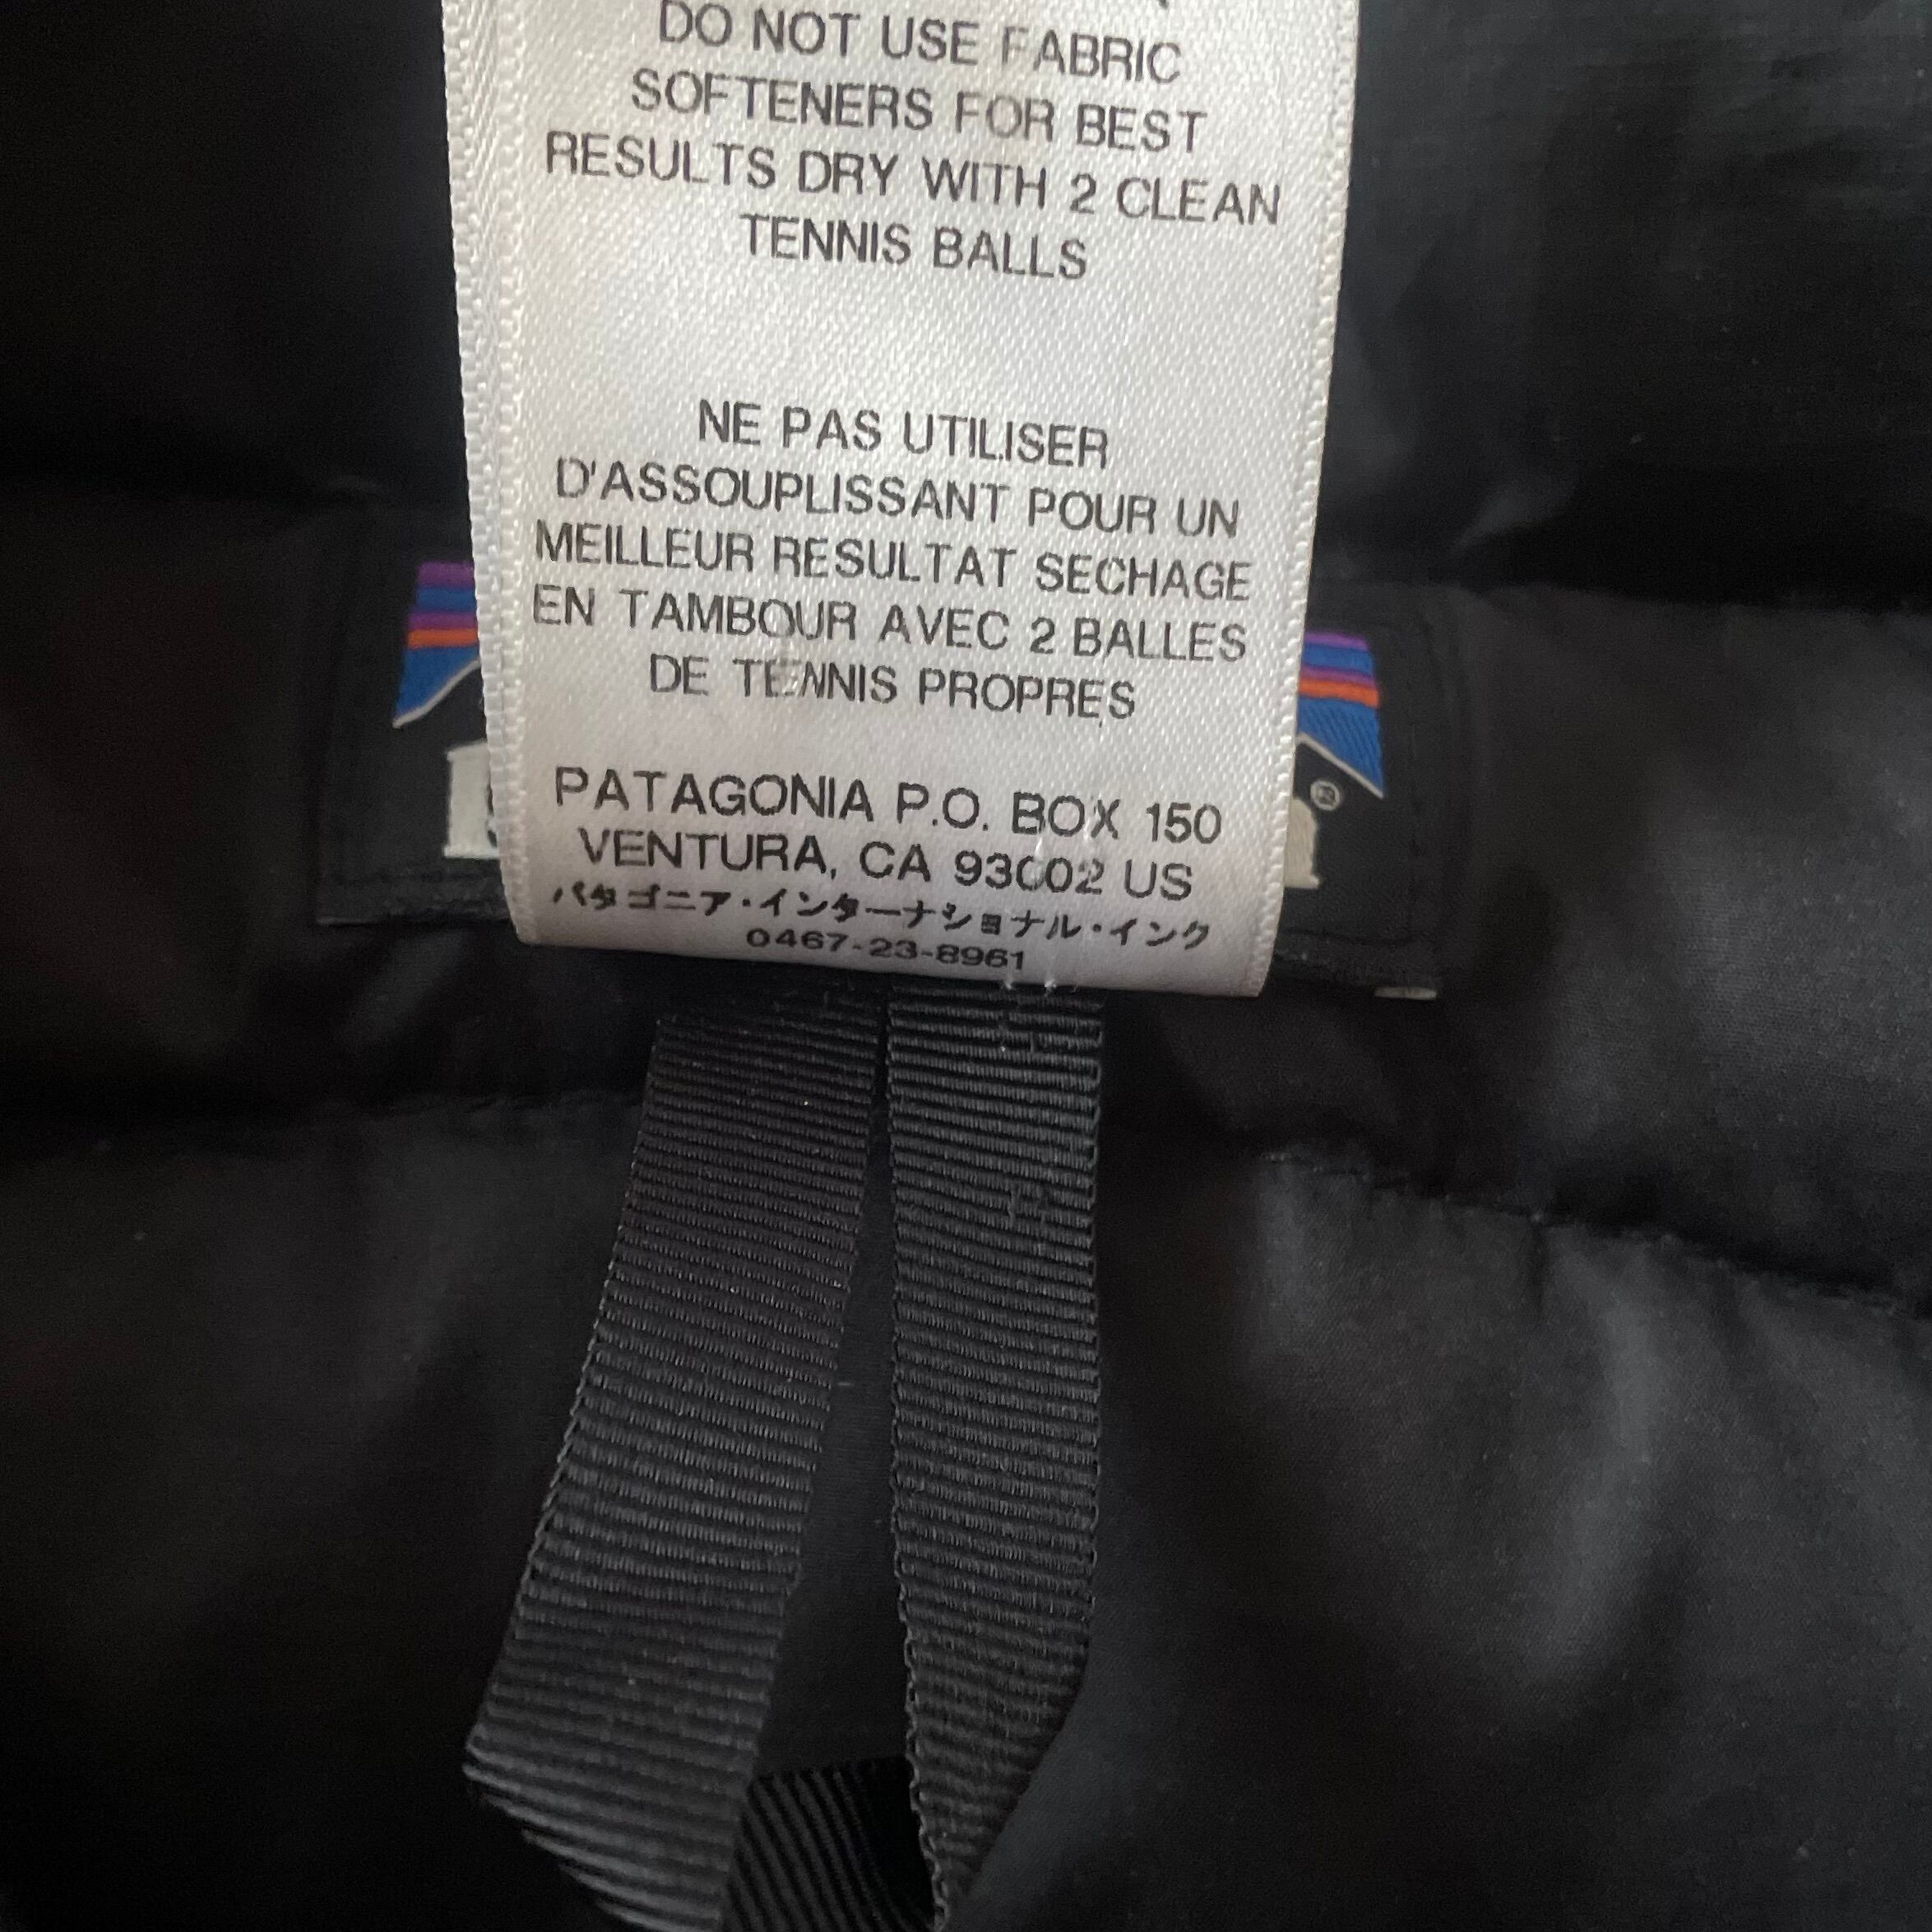 DO NOT USE FABRIC
SOFTENERS FOR BEST
RESULTS DRY WITH 2 CLEAN
TENNIS BALLS
NE PAS UTILISER
D'ASSOUPLISSANT POUR UN
MEILLEUR RESULTAT SECHAGE
EN TAMBOUR AVEC 2 BALLES
DE TENNIS PROPRES
PATAGONIA P.O. BOX 150
VENTURA, CA 93002 US
パタゴニア・インターナショナル・インク
0467-23-8961
®